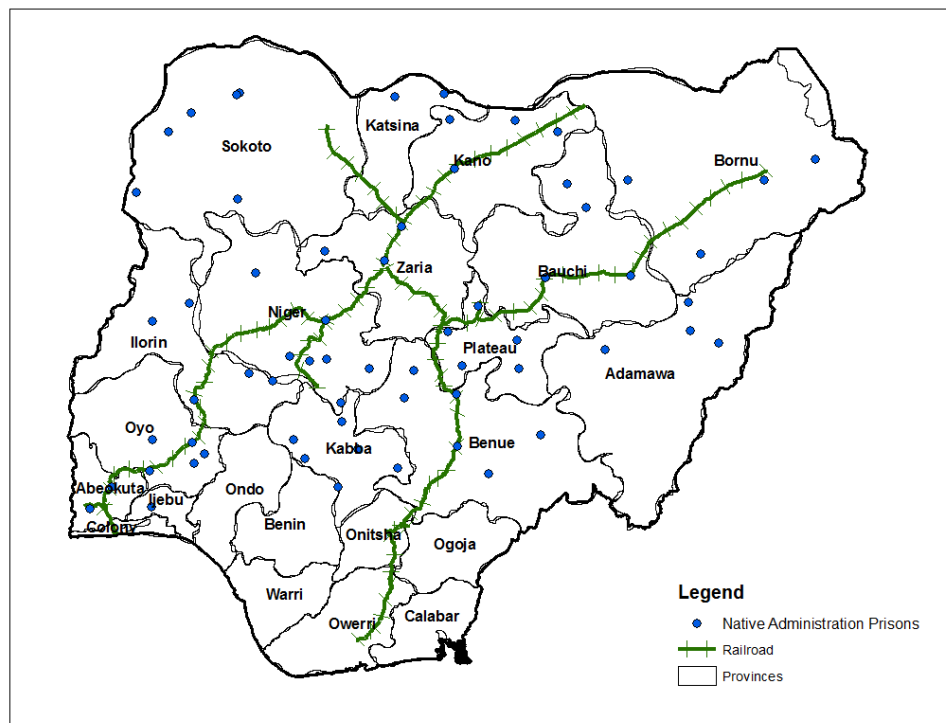 Katsina
Sokoto
Kano
Bornu
Zaria
Bauchi
Niger
Ilorin
Plateau
Adamawa
Oyo
Kabba
Benue
Abeokuta
Ijebu
Ondo
Colony
Benin
Onitsha
Ogoja
Warri
Owerri
Calabar
Legend
Native Administration Prisons
Railroad
Provinces